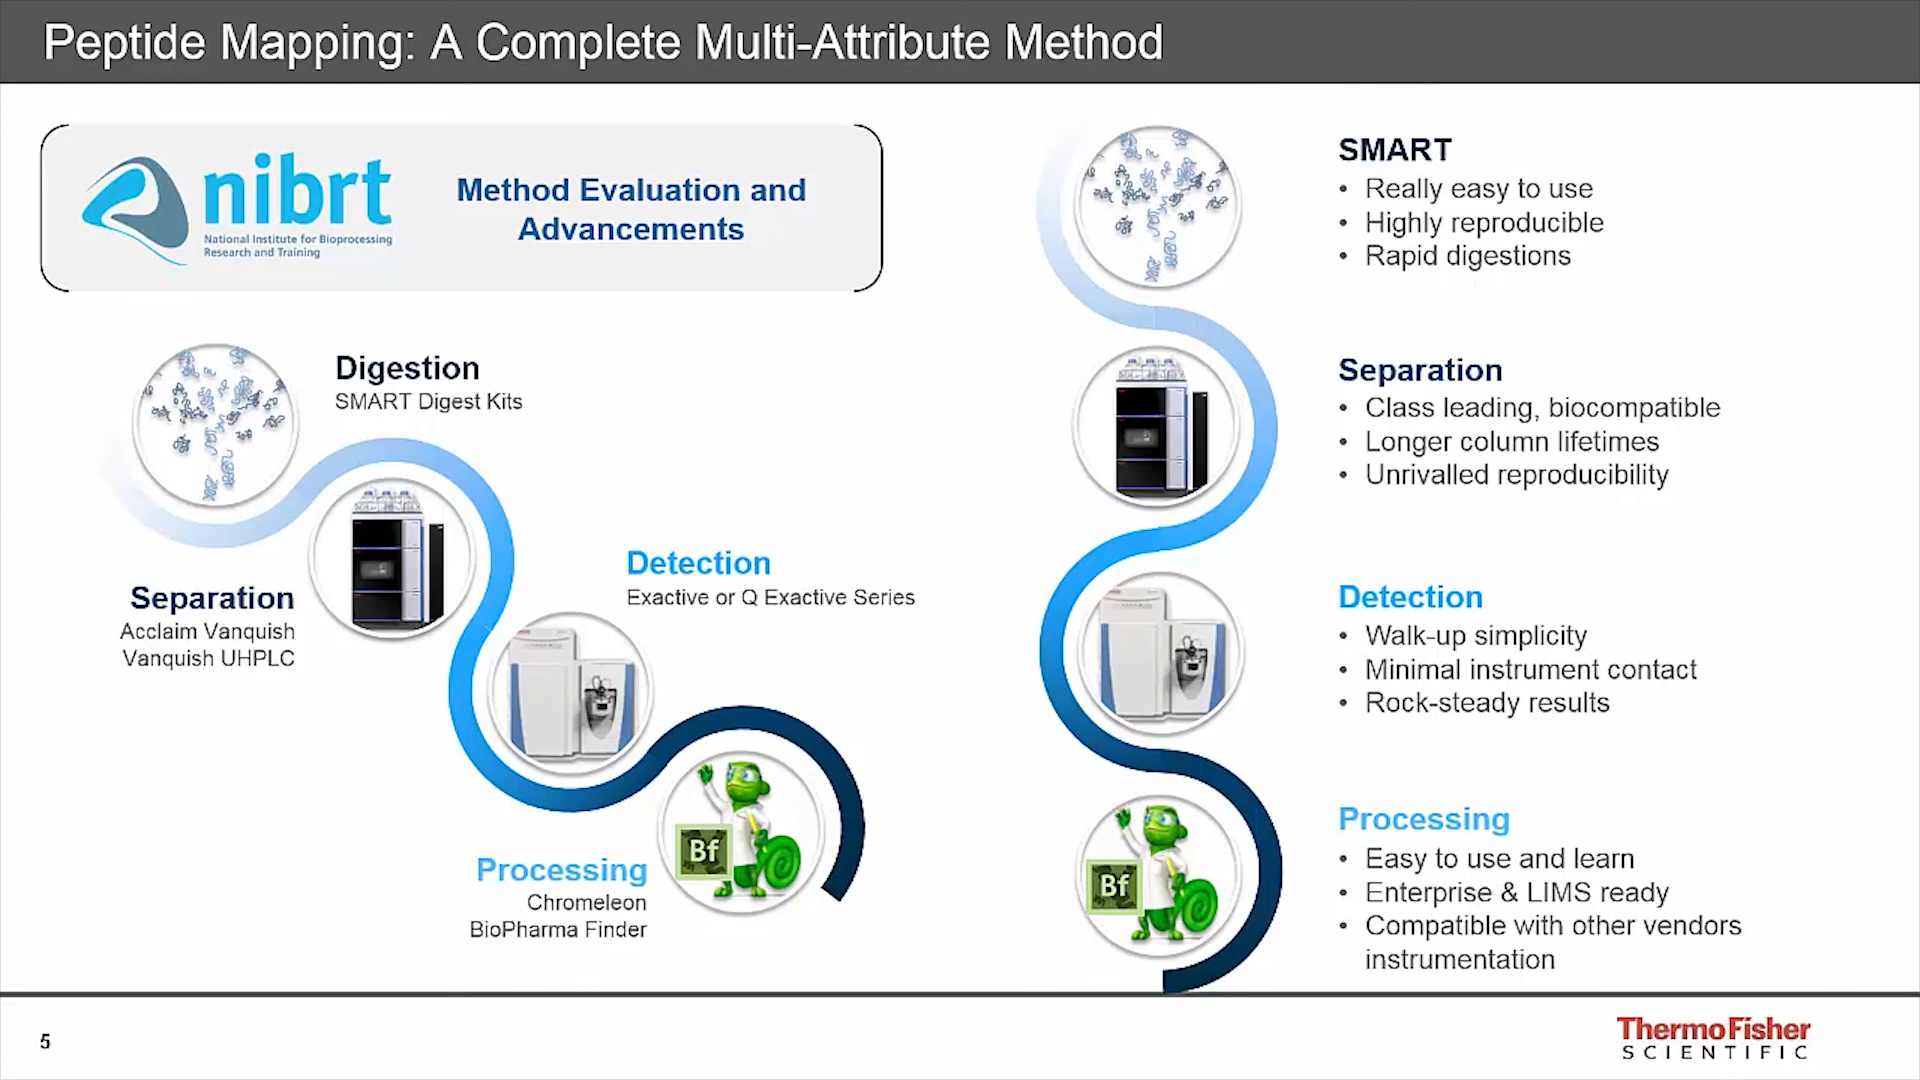 Peptide Mapping: A Complete Multi-Attribute Method
nibrt
National Institute for Bioprocessing
Research and Training
Method Evaluation and
Advancements
Digestion
SMART Digest Kits
Separation
Acclaim Vanquish
Vanquish UHPLC
Detection
Exactive or Q Exactive Series
Processing
Chromeleon
BioPharma Finder
Bf
SMART
• Really easy to use
• Highly reproducible
• Rapid digestions
Separation
• Class leading, biocompatible
• Longer column lifetimes
• Unrivalled reproducibility
Detection
• Walk-up simplicity
• Minimal instrument contact
• Rock-steady results
Bf
Processing
• Easy to use and learn
• Enterprise & LIMS ready
• Compatible with other vendors
instrumentation
5
ThermoFisher
SCIENTIFIC